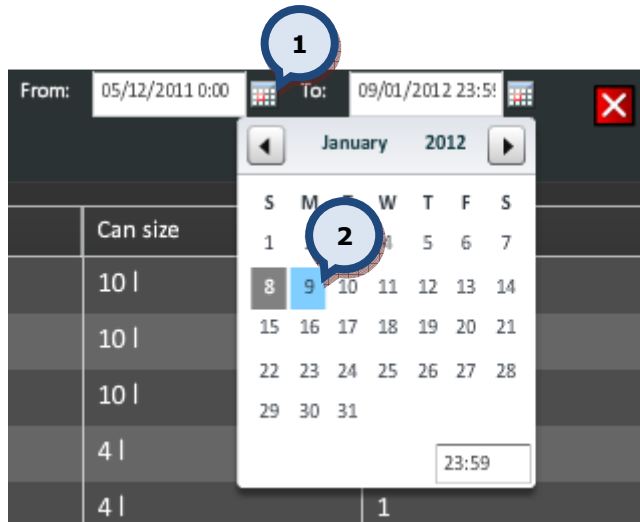 1
From: 05/12/2011 0:00 To: 09/01/2012 23:5
January 2012
S M W T F S
Can size
2
1 5 6 7
10 l
8 9 10 11 12 13 14
10 l
15 16 17 18 19 20 21
22 23 24 25 26 27 28
10 l
29 30 31
4 l
23:59
4 l 1